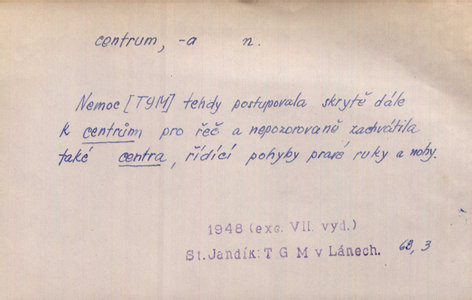 centrum, -a n.
Nemoc [TGM] tehdy postupovala skrytě dále
k centrům pro řeč a nepozorovaně zachvátila
také centra, řídící pohyby pravé ruky a nohy.
1948 (exc. VII. vyd.)
St. Jandík: T G M v Lánech. 68, 3